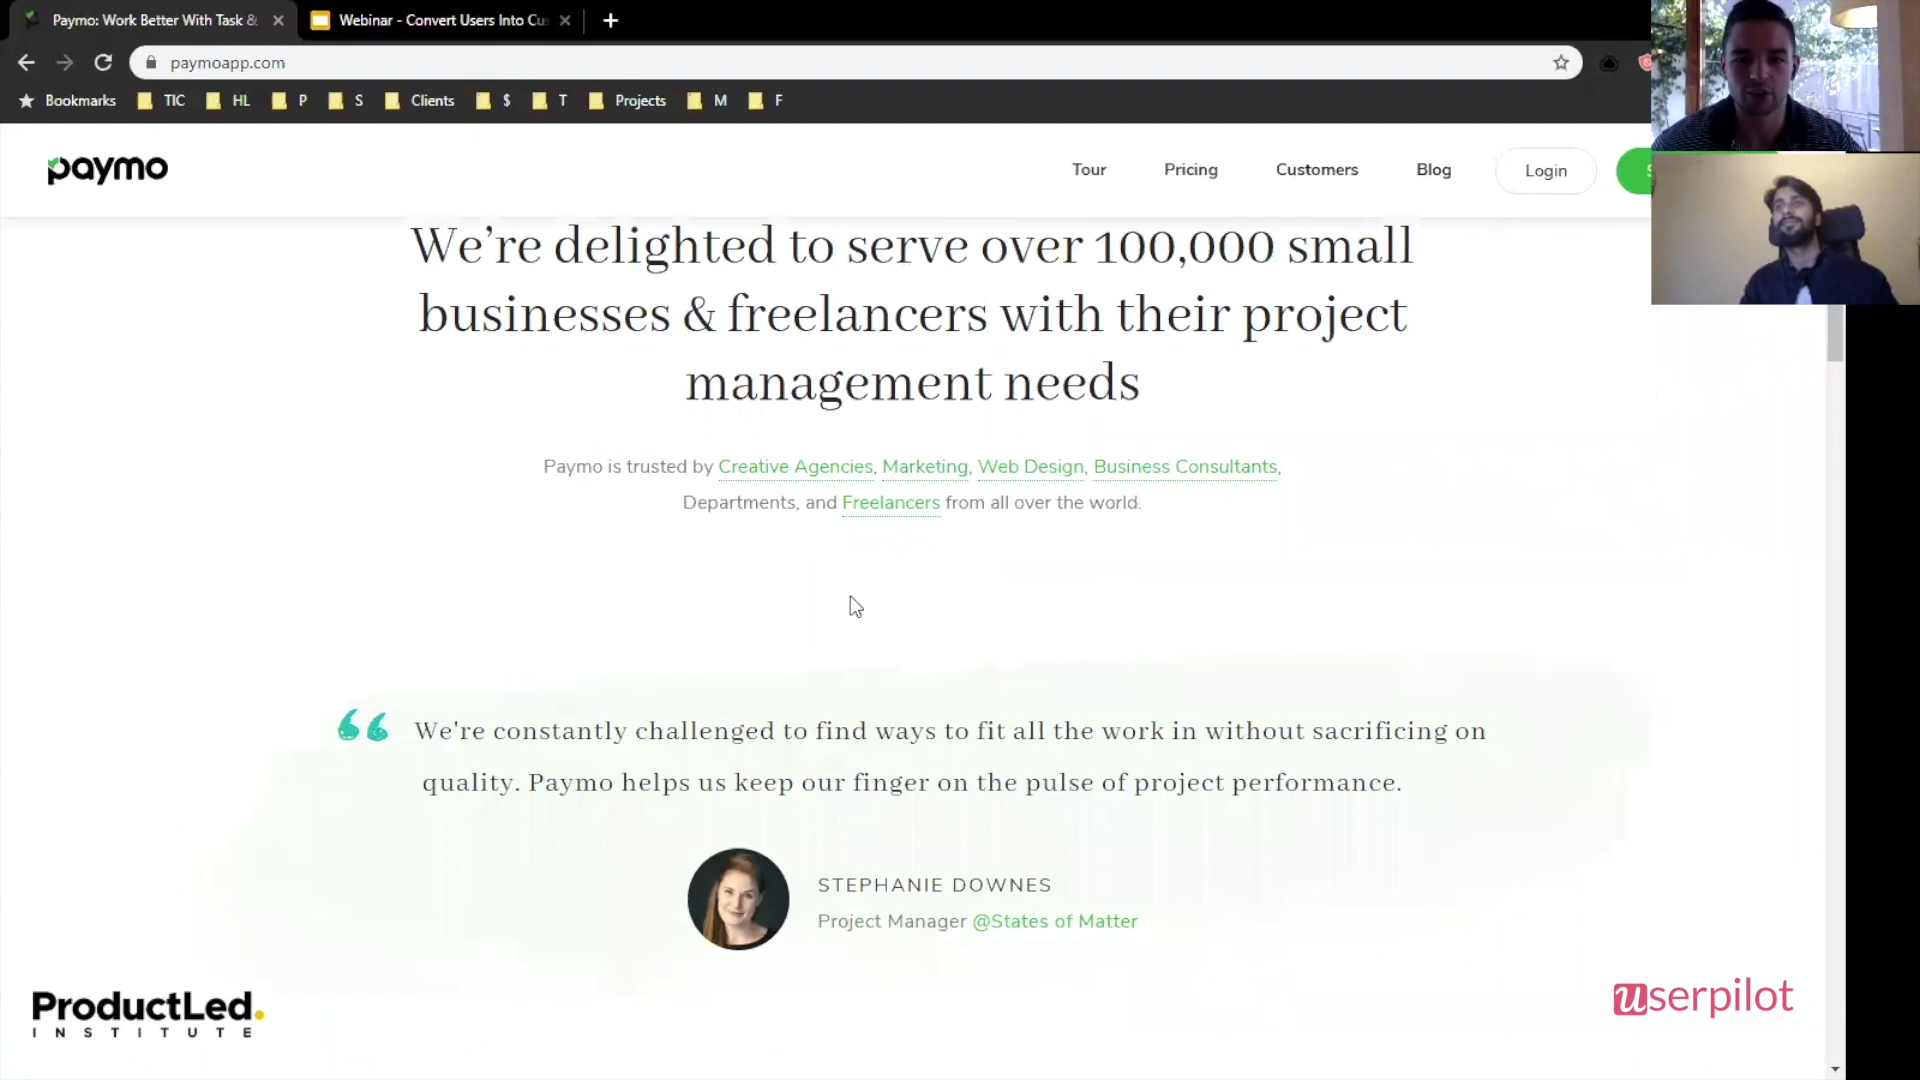 Paymo: Work Better With Task &
Webinar - Convert Users Into Cus
paymoapp.com
Bookmarks TIC HL P S Clients $ T Projects M F
paymo
Tour Pricing Customers Blog Login S
We’re delighted to serve over 100,000 small
businesses & freelancers with their project
management needs
Paymo is trusted by Creative Agencies, Marketing, Web Design, Business Consultants,
Departments, and Freelancers from all over the world.
We're constantly challenged to find ways to fit all the work in without sacrificing on
quality. Paymo helps us keep our finger on the pulse of project performance.
STEPHANIE DOWNES
Project Manager @States of Matter
ProductLed.
INSTITUTE
userpilot